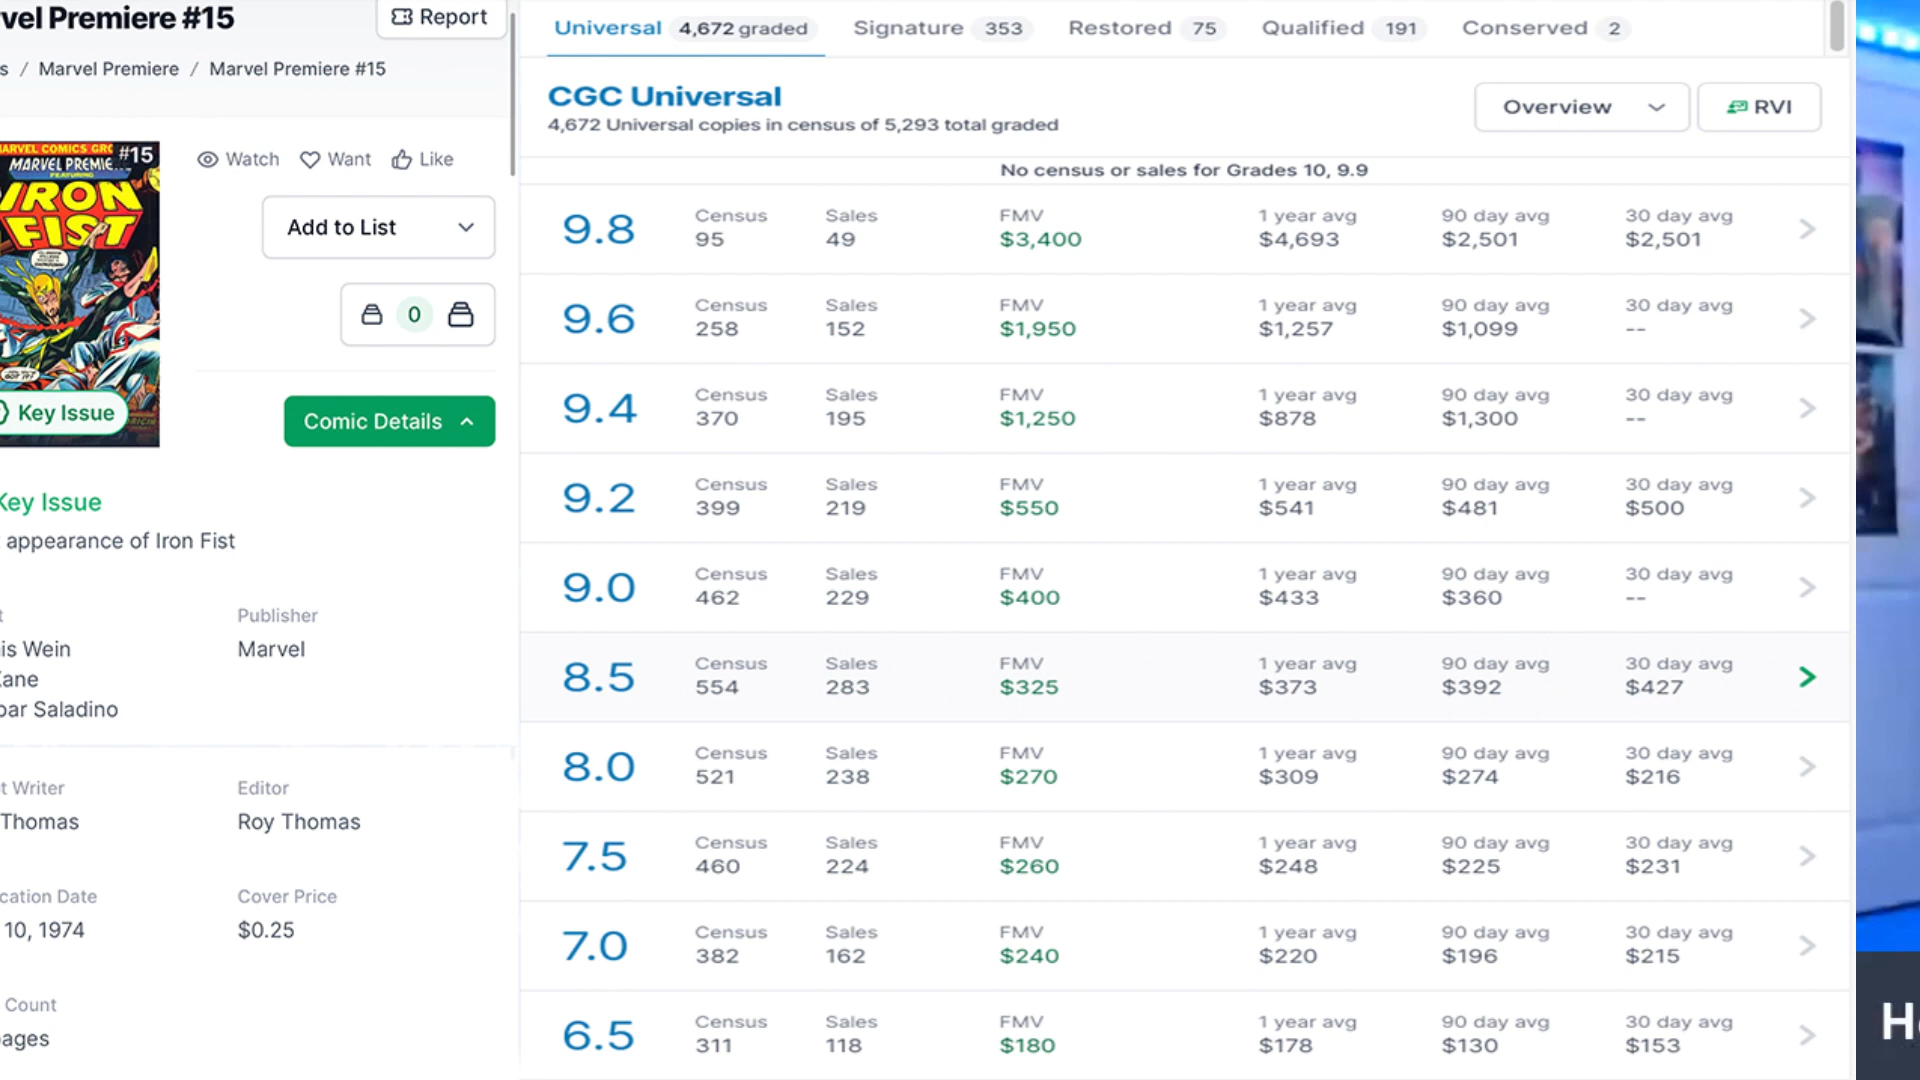 vel Premiere #15
Report
s / Marvel Premiere / Marvel Premiere #15
MARVEL COMICS GRO
MARVEL PREMIE...
#15
FEATURING
IRON
FIST
Key Issue
Watch
Want
Like
Add to List
0
Comic Details
Key Issue
appearance of Iron Fist
t
Publisher
is Wein
Marvel
Kane
par Saladino
t Writer
Editor
Thomas
Roy Thomas
cation Date
Cover Price
10, 1974
$0.25
Count
ages
Universal 4,672 graded
Signature 353
Restored 75
Qualified 191
Conserved 2
CGC Universal
4,672 Universal copies in census of 5,293 total graded
Overview
RVI
No census or sales for Grades 10, 9.9
9.8
Census Sales FMV 1 year avg 90 day avg 30 day avg
95 49 $3,400 $4,693 $2,501 $2,501
9.6
Census Sales FMV 1 year avg 90 day avg 30 day avg
258 152 $1,950 $1,257 $1,099 --
9.4
Census Sales FMV 1 year avg 90 day avg 30 day avg
370 195 $1,250 $878 $1,300 --
9.2
Census Sales FMV 1 year avg 90 day avg 30 day avg
399 219 $550 $541 $481 $500
9.0
Census Sales FMV 1 year avg 90 day avg 30 day avg
462 229 $400 $433 $360 --
8.5
Census Sales FMV 1 year avg 90 day avg 30 day avg
554 283 $325 $373 $392 $427
8.0
Census Sales FMV 1 year avg 90 day avg 30 day avg
521 238 $270 $309 $274 $216
7.5
Census Sales FMV 1 year avg 90 day avg 30 day avg
460 224 $260 $248 $225 $231
7.0
Census Sales FMV 1 year avg 90 day avg 30 day avg
382 162 $240 $220 $196 $215
6.5
Census Sales FMV 1 year avg 90 day avg 30 day avg
311 118 $180 $178 $130 $153